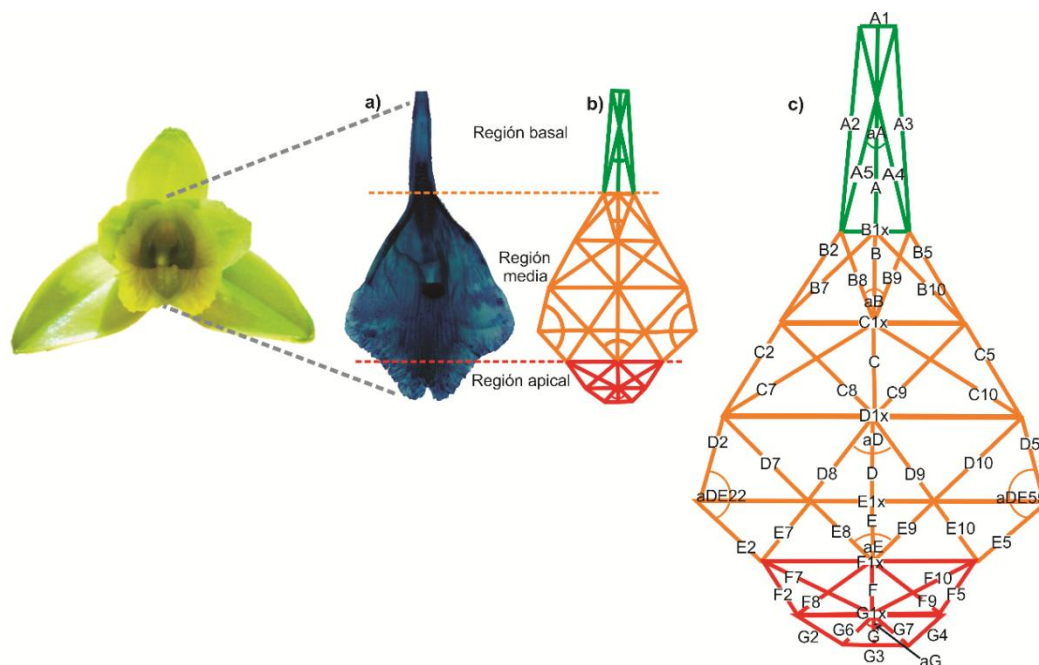 a)
b)
c)
Región basal
Región media
Región apical
A1
A2
A3
aA
A5
A4
A
B1x
B2
B
B5
B7
B8
B9
B10
aB
C1x
C2
C
C5
C7
C8
C9
C10
D1x
aD
D2
D5
D7
D8
D
D9
D10
aDE22
E1x
aDE55
E
E2
E7
E8
E9
E10
E5
aE
F1x
F7
F
F10
F2
F8
F9
F5
G1x
G2
G6
G
G7
G4
G3
aG